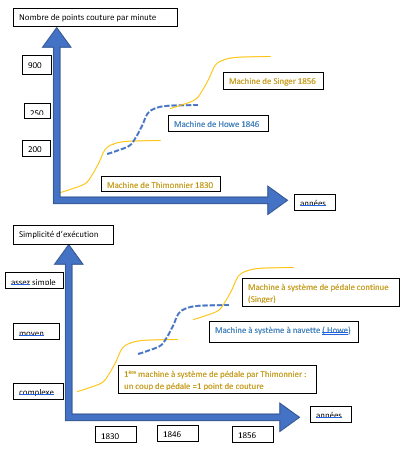 Nombre de points couture par minute
900
Machine de Singer 1856
250
Machine de Howe 1846
200
Machine de Thimonnier 1830
années
Simplicité d'exécution
assez simple
Machine à système de pédale continue
(Singer)
moyen
Machine à système à navette ( Howe)
complexe
1ère machine à système de pédale par Thimonnier :
un coup de pédale =1 point de couture
années
1830
1846
1856